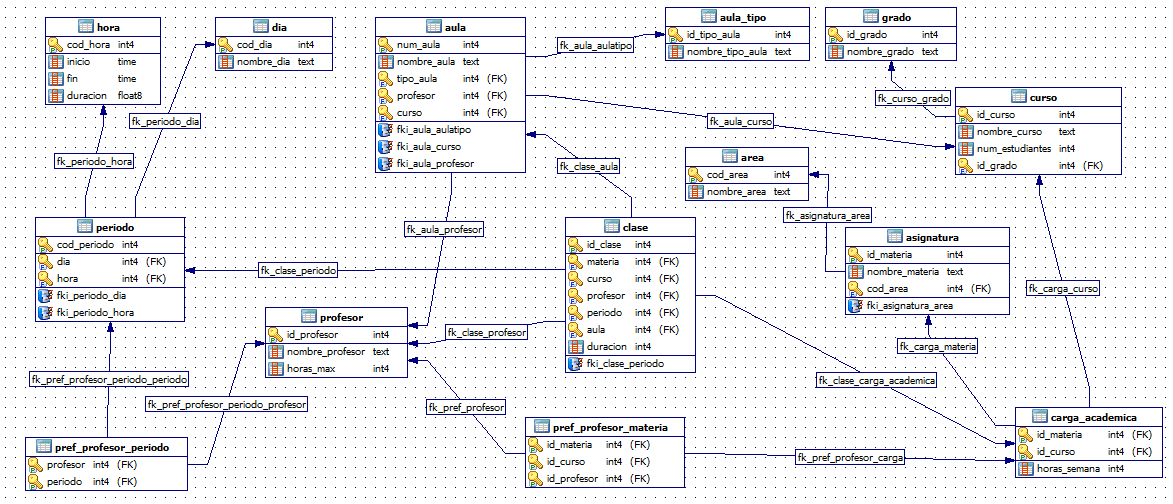 hora
cod_hora int4
inicio time
fin time
duracion float8
dia
cod_dia int4
nombre_dia text
aula
num_aula int4
nombre_aula text
tipo_aula int4 (FK)
profesor int4 (FK)
curso int4 (FK)
fki_aula_aulatipo
fki_aula_curso
fki_aula_profesor
aula_tipo
id_tipo_aula int4
nombre_tipo_aula text
grado
id_grado int4
nombre_grado text
fk_aula_aulatipo
fk_curso_grado
curso
id_curso int4
nombre_curso text
num_estudiantes int4
id_grado int4 (FK)
fk_periodo_dia
fk_aula_curso
fk_periodo_hora
fk_clase_aula
area
cod_area int4
nombre_area text
fk_asignatura_area
fk_aula_profesor
periodo
cod_periodo int4
dia int4 (FK)
hora int4 (FK)
fki_periodo_dia
fki_periodo_hora
clase
id_clase int4
materia int4 (FK)
curso int4 (FK)
profesor int4 (FK)
periodo int4 (FK)
aula int4 (FK)
duracion int4
fki_clase_periodo
asignatura
id_materia int4
nombre_materia text
cod_area int4 (FK)
fki_asignatura_area
fk_clase_periodo
fk_carga_curso
profesor
id_profesor int4
nombre_profesor text
horas_max int4
fk_clase_profesor
fk_carga_materia
fk_pref_profesor_periodo_periodo
fk_clase_carga_academica
fk_pref_profesor_periodo_profesor
fk_pref_profesor
pref_profesor_periodo
profesor int4 (FK)
periodo int4 (FK)
pref_profesor_materia
id_materia int4 (FK)
id_curso int4 (FK)
id_profesor int4 (FK)
fk_pref_profesor_carga
carga_academica
id_materia int4 (FK)
id_curso int4 (FK)
horas_semana int4